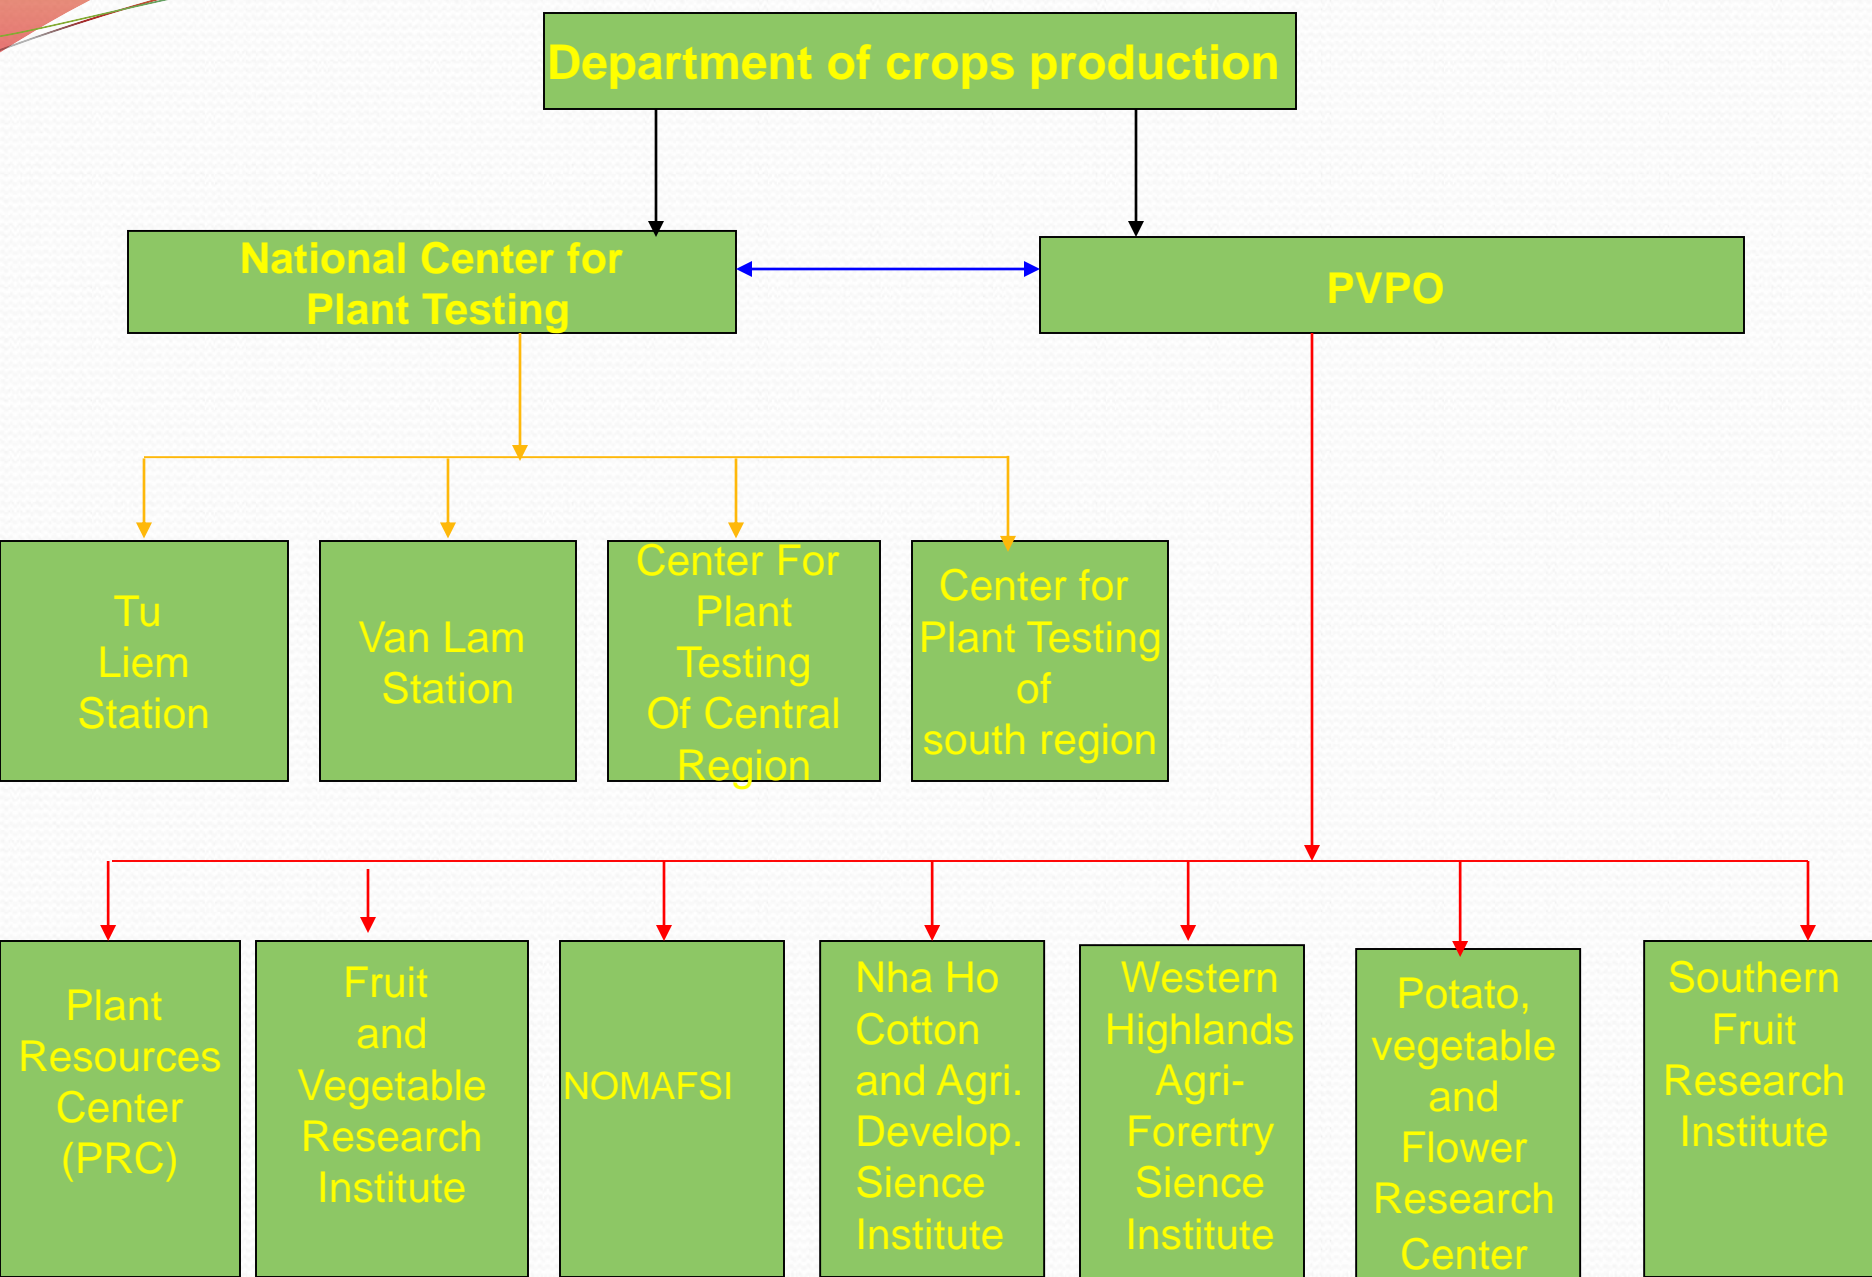 Department of crops production
National Center for
Plant Testing
PVPO
Tu
Liem
Station
Van Lam
Station
Center For
Plant
Testing
Of Central
Region
Center for
Plant Testing
of
south region
Plant
Resources
Center
(PRC)
Fruit
and
Vegetable
Research
Institute
NOMAFSI
Nha Ho
Cotton
and Agri.
Develop.
Sience
Institute
Western
Highlands
Agri-
Forertry
Sience
Institute
Potato,
vegetable
and
Flower
Research
Center
Southern
Fruit
Research
Institute